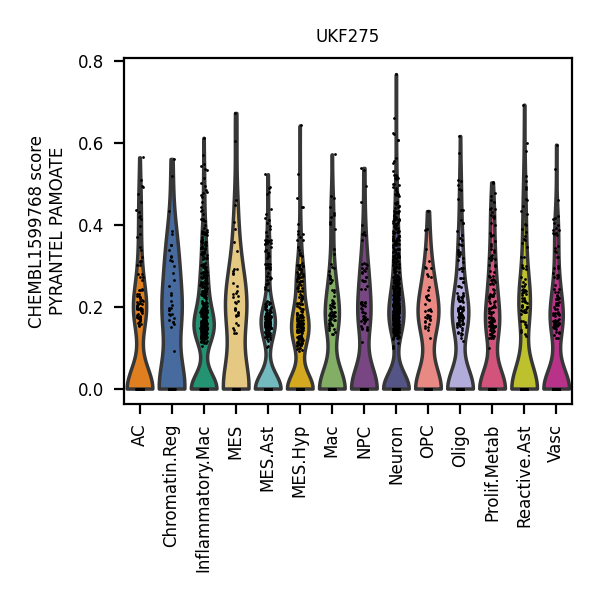 UKF275
CHEMBL1599768 score
PYRANTEL PAMOATE
0.8
0.6
0.4
0.2
0.0
AC
Chromatin.Reg
Inflammatory.Mac
MES
MES.Ast
MES.Hyp
Mac
NPC
Neuron
OPC
Oligo
Prolif.Metab
Reactive.Ast
Vasc